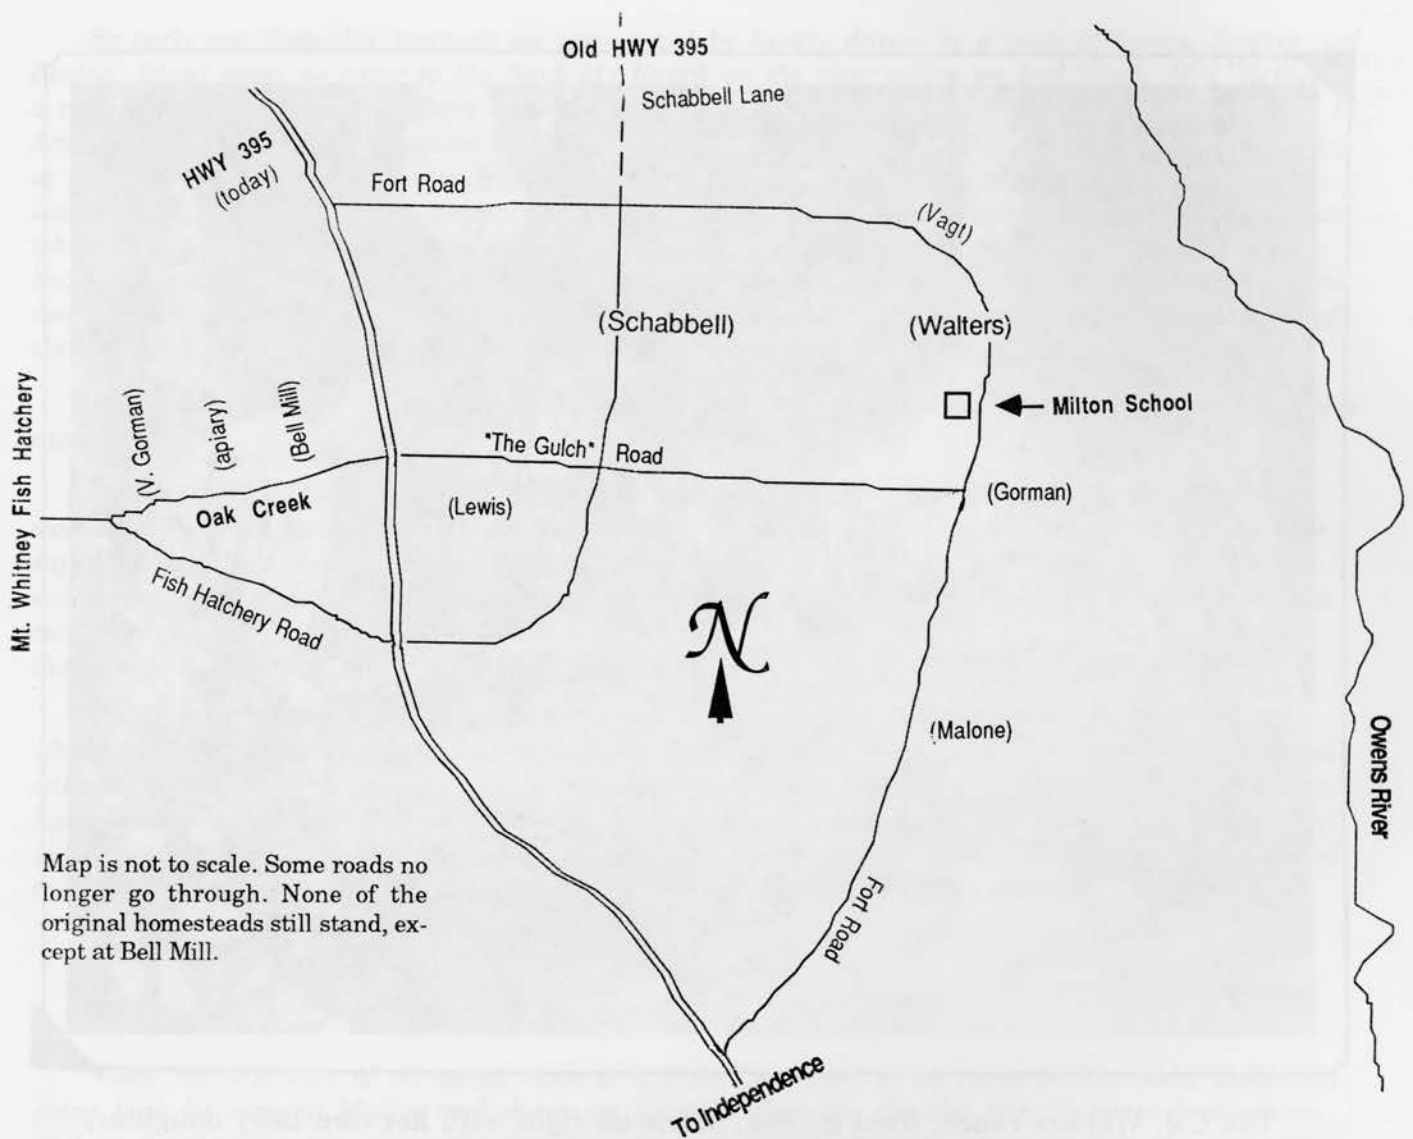 Old HWY 395
Schabbell Lane
HWY 395
(today)
Fort Road
(Vagt)
(Schabbell)
(Walters)
Milton School
Mt. Whitney Fish Hatchery
(V. Gorman)
(apiary)
(Bell Mill)
"The Gulch" Road
(Gorman)
Oak Creek
(Lewis)
Fish Hatchery Road
N
(Malone)
Owens River
Map is not to scale. Some roads no
longer go through. None of the
original homesteads still stand, ex-
cept at Bell Mill.
Fort Road
To Independence